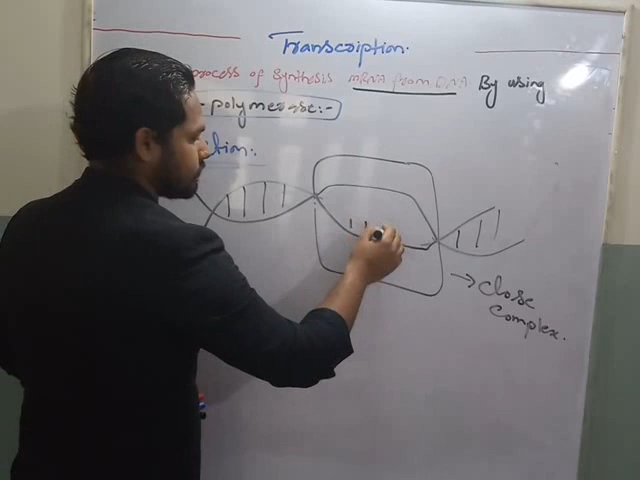 Transcription.
process of Synthesis mRNA from DNA By using
- polymerase:-
tion:
→ close
complex.